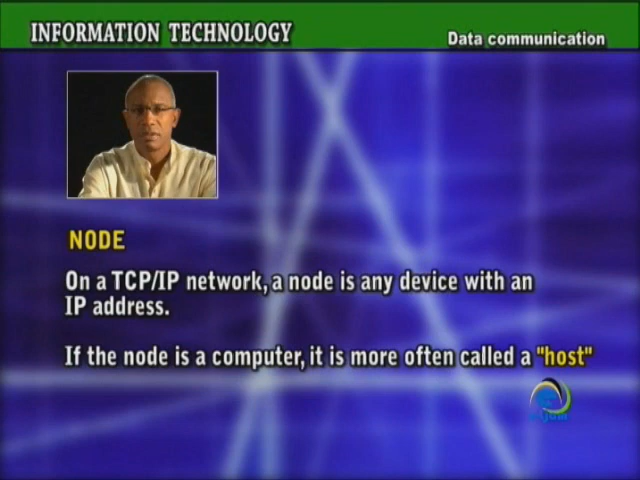 INFORMATION TECHNOLOGY
Data communication
NODE
On a TCP/IP network, a node is any device with an
IP address.
If the node is a computer, it is more often called a "host"